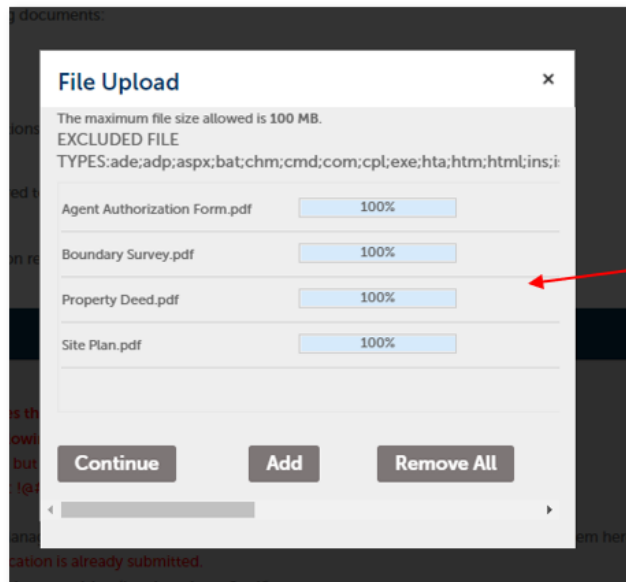 documents:
File Upload
×
The maximum file size allowed is 100 MB.
EXCLUDED FILE
TYPES:ade;adp;aspx;bat;chm;cmd;com;cpl;exe;hta;htm;html;ins;
Agent Authorization Form.pdf 100%
Boundary Survey.pdf 100%
Property Deed.pdf 100%
Site Plan.pdf 100%
Continue Add Remove All
cation is already submitted.